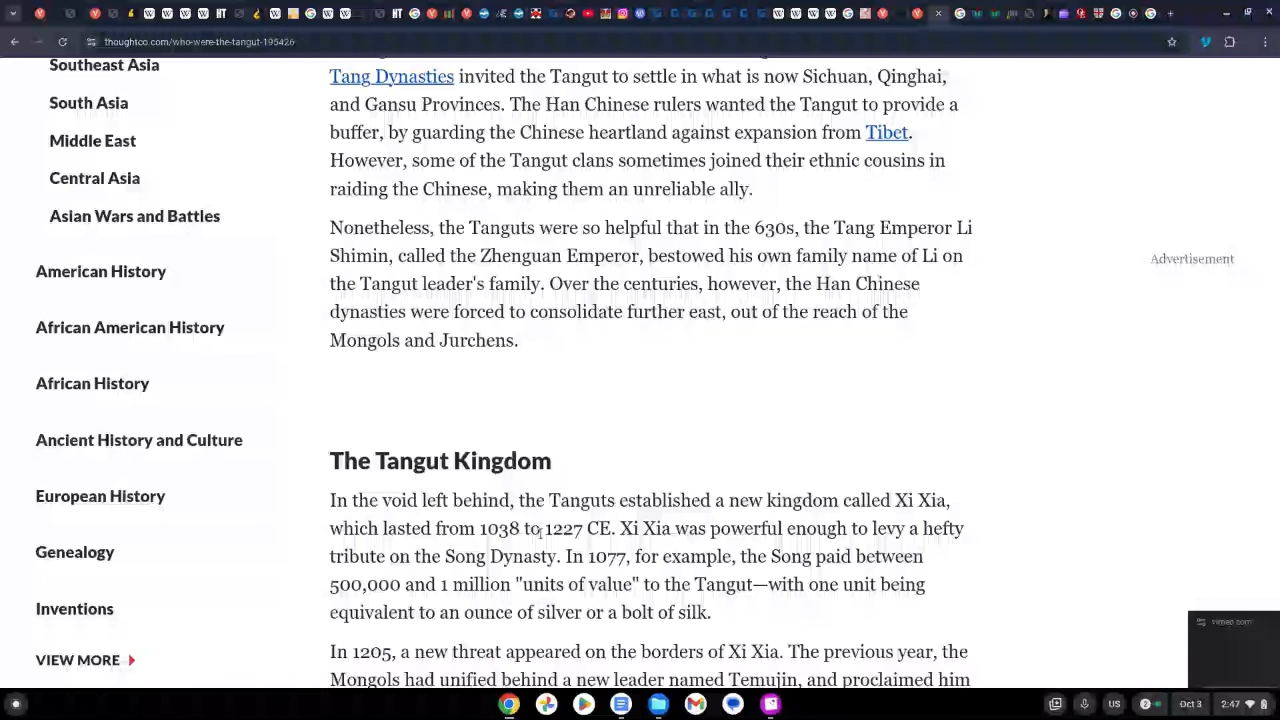 thoughtco.com/who-were-the-tangut-195426
Southeast Asia
South Asia
Middle East
Central Asia
Asian Wars and Battles
American History
African American History
African History
Ancient History and Culture
European History
Genealogy
Inventions
VIEW MORE
Tang Dynasties invited the Tangut to settle in what is now Sichuan, Qinghai,
and Gansu Provinces. The Han Chinese rulers wanted the Tangut to provide a
buffer, by guarding the Chinese heartland against expansion from Tibet.
However, some of the Tangut clans sometimes joined their ethnic cousins in
raiding the Chinese, making them an unreliable ally.
Nonetheless, the Tanguts were so helpful that in the 630s, the Tang Emperor Li
Shimin, called the Zhenguan Emperor, bestowed his own family name of Li on
the Tangut leader's family. Over the centuries, however, the Han Chinese
dynasties were forced to consolidate further east, out of the reach of the
Mongols and Jurchens.
The Tangut Kingdom
In the void left behind, the Tanguts established a new kingdom called Xi Xia,
which lasted from 1038 to 1227 CE. Xi Xia was powerful enough to levy a hefty
tribute on the Song Dynasty. In 1077, for example, the Song paid between
500,000 and 1 million "units of value" to the Tangut—with one unit being
equivalent to an ounce of silver or a bolt of silk.
In 1205, a new threat appeared on the borders of Xi Xia. The previous year, the
Mongols had unified behind a new leader named Temujin, and proclaimed him
Advertisement
vimeo.com
US
2
Oct 3
2:47